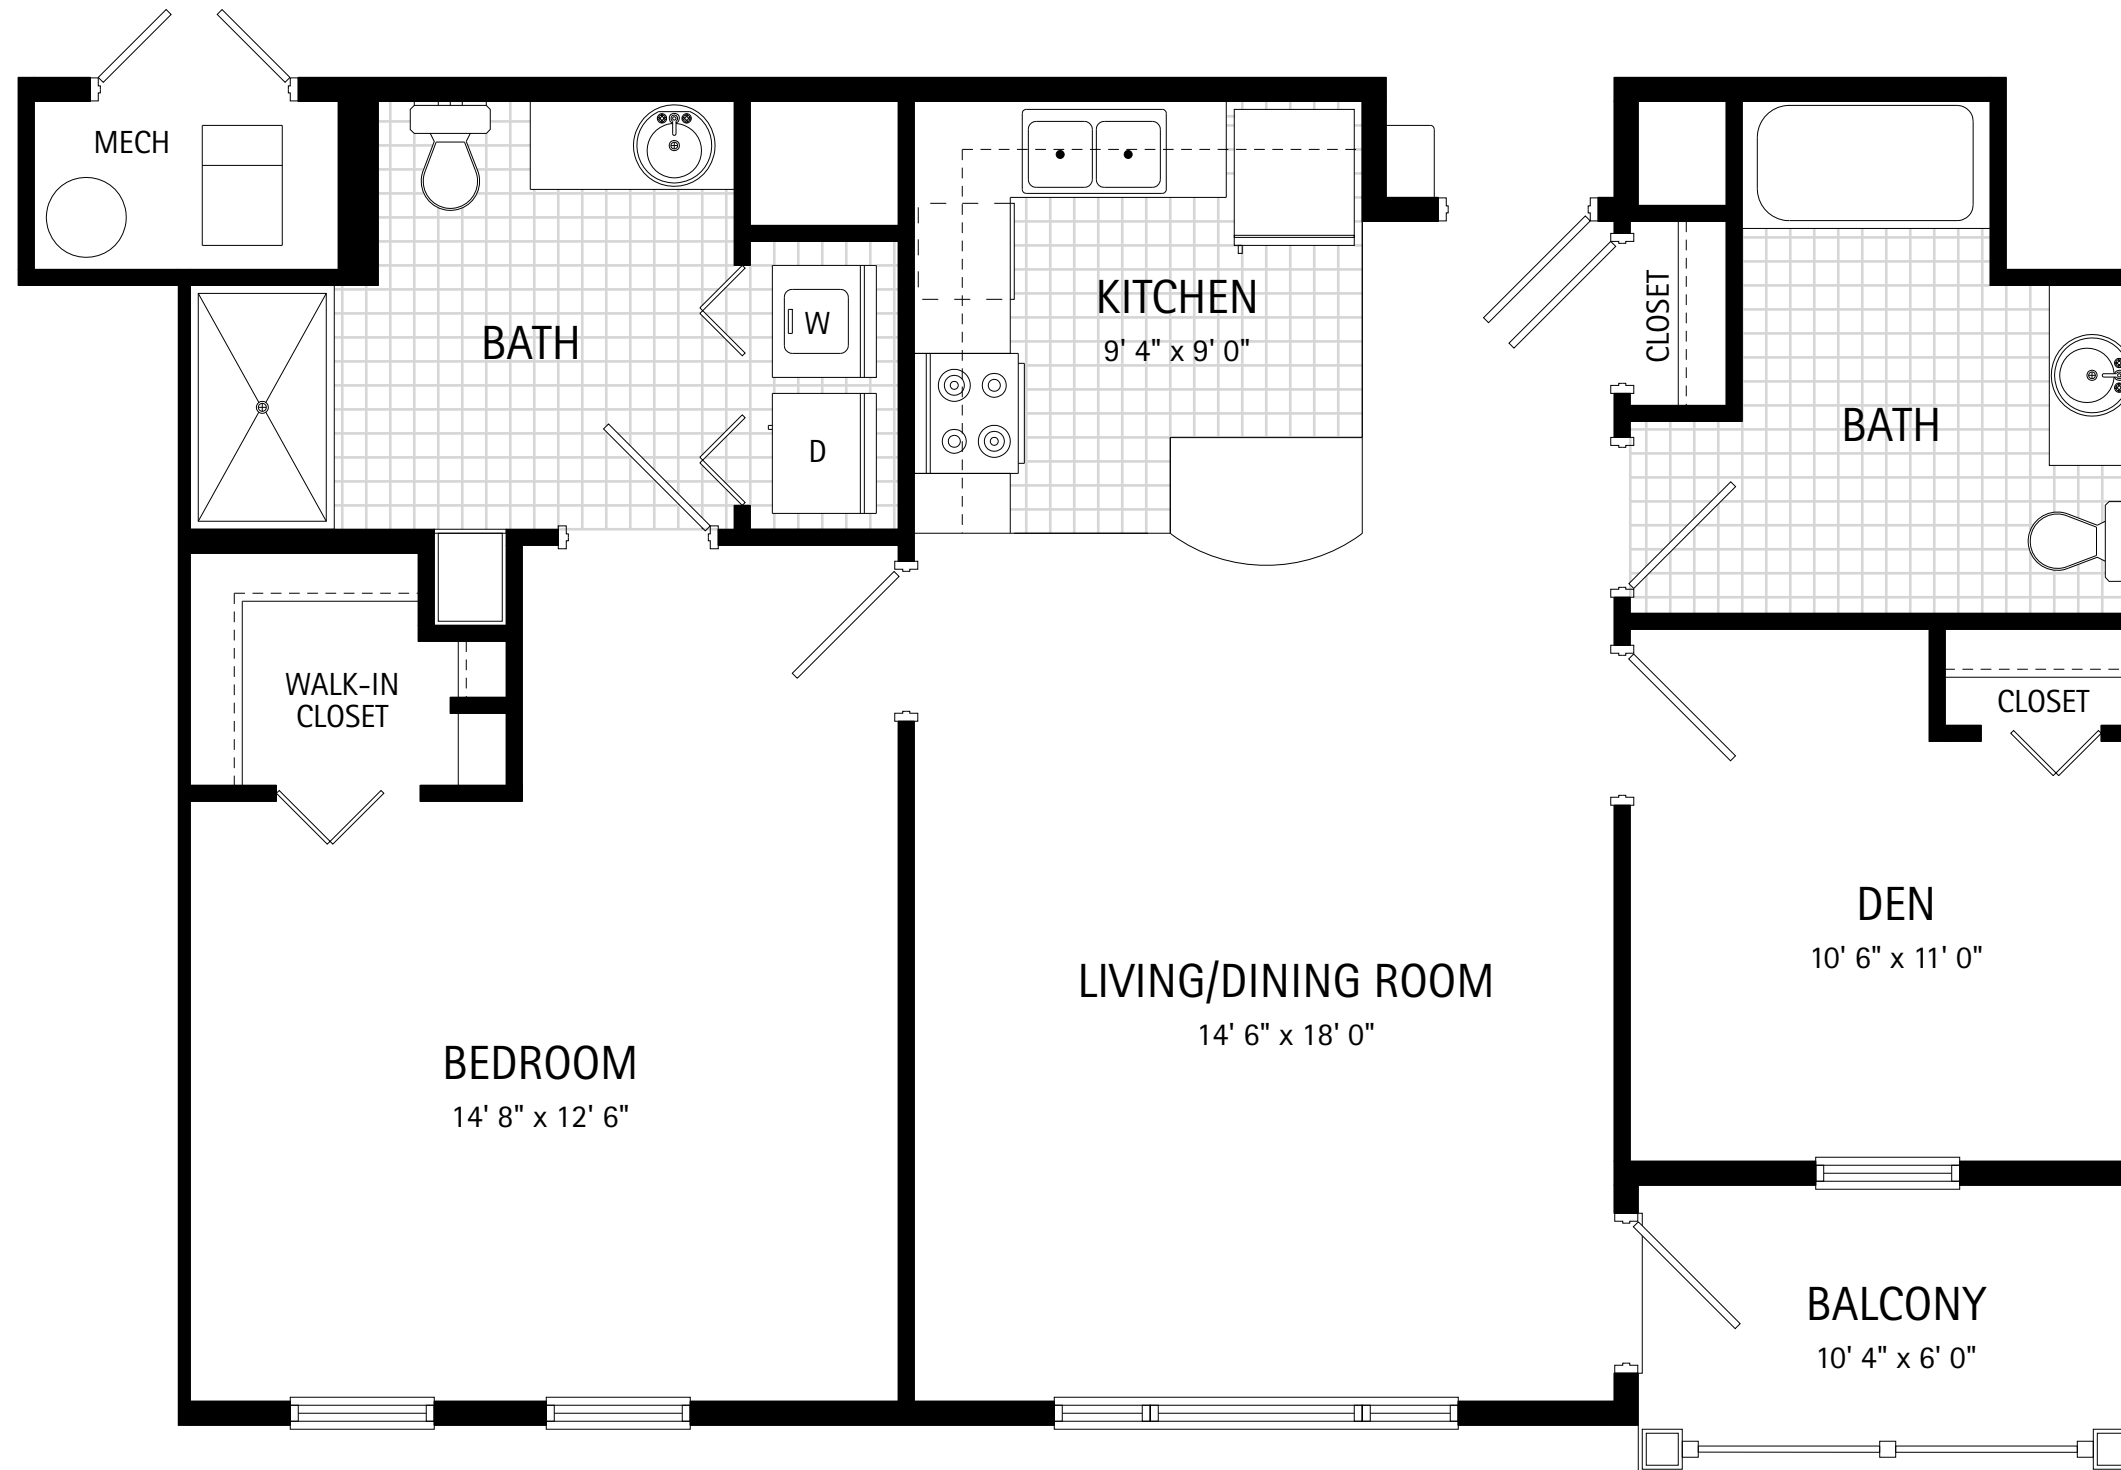 MECH
BATH
W
D
KITCHEN
9' 4" x 9' 0"
CLOSET
BATH
WALK-IN
CLOSET
CLOSET
DEN
10' 6" x 11' 0"
LIVING/DINING ROOM
14' 6" x 18' 0"
BEDROOM
14' 8" x 12' 6"
BALCONY
10' 4" x 6' 0"